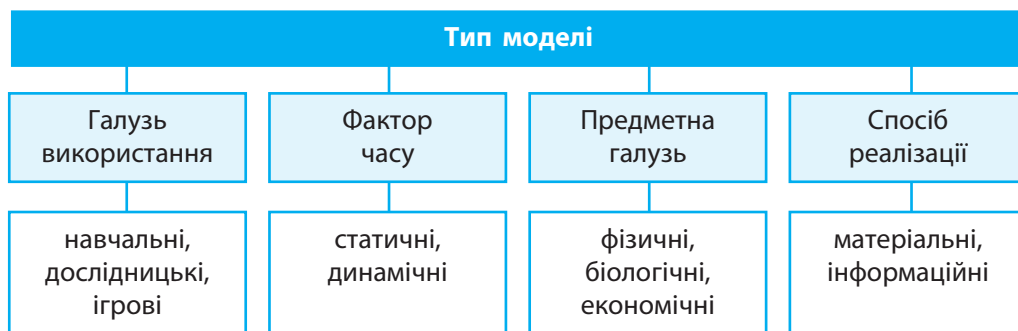 Тип моделі
Галузь
використання
Фактор
часу
Предметна
галузь
Спосіб
реалізації
навчальні,
дослідницькі,
ігрові
статичні,
динамічні
фізичні,
біологічні,
економічні
матеріальні,
інформаційні